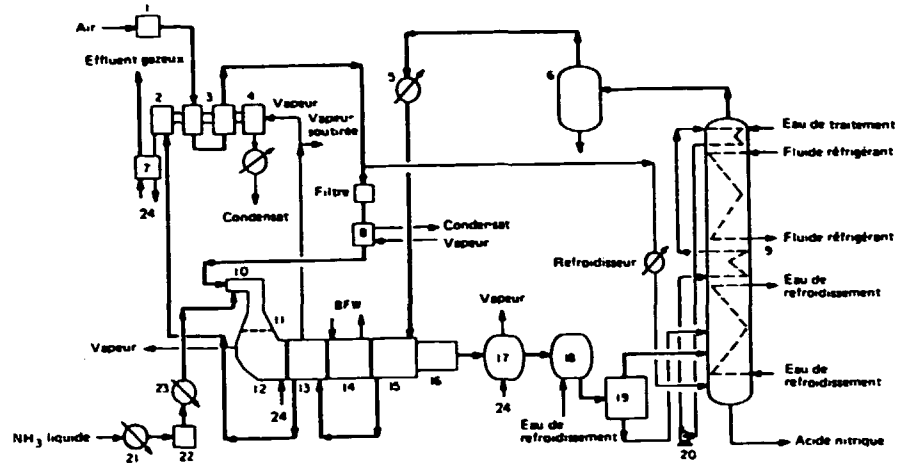 1
Air
Effluent gazeux
2
3
4
Vapeur
Vapeur
soutirée
5
6
7
24
Condensat
Filtre
8
Condensat
Vapeur
Eau de traitement
Fluide réfrigérant
Fluide réfrigérant
9
Refroidisseur
Eau de
refroidissement
10
11
BFW
Vapeur
Vapeur
12
13
14
15
16
17
18
19
24
24
Eau de
refroidissement
Eau de
refroidissement
23
NH3 liquide
21
22
20
Acide nitrique